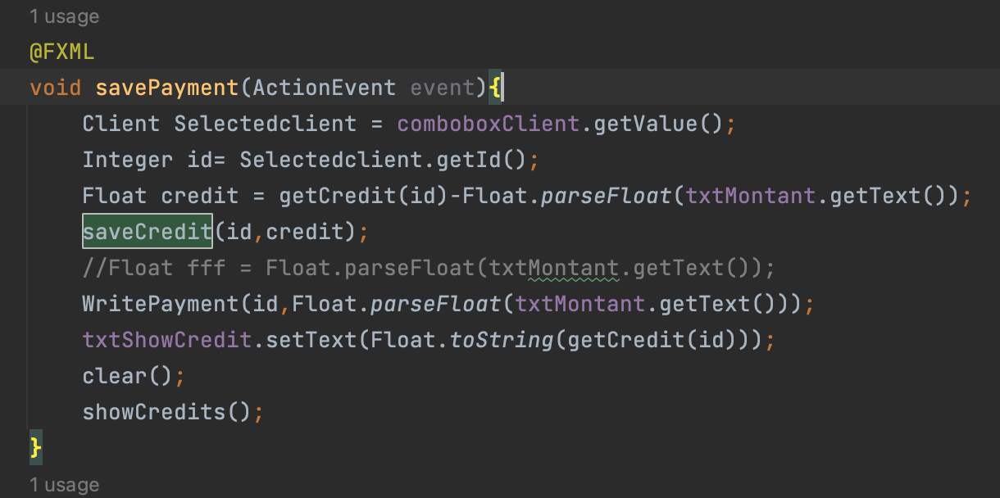 1 usage
@FXML
void savePayment(ActionEvent event){
Client Selectedclient = comboboxClient.getValue();
Integer id= Selectedclient.getId();
Float credit = getCredit(id)-Float.parseFloat(txtMontant.getText());
saveCredit(id,credit);
//Float fff = Float.parseFloat(txtMontant.getText());
WritePayment(id,Float.parseFloat(txtMontant.getText()));
txtShowCredit.setText(Float.toString(getCredit(id)));
clear();
showCredits();
}
1 usage